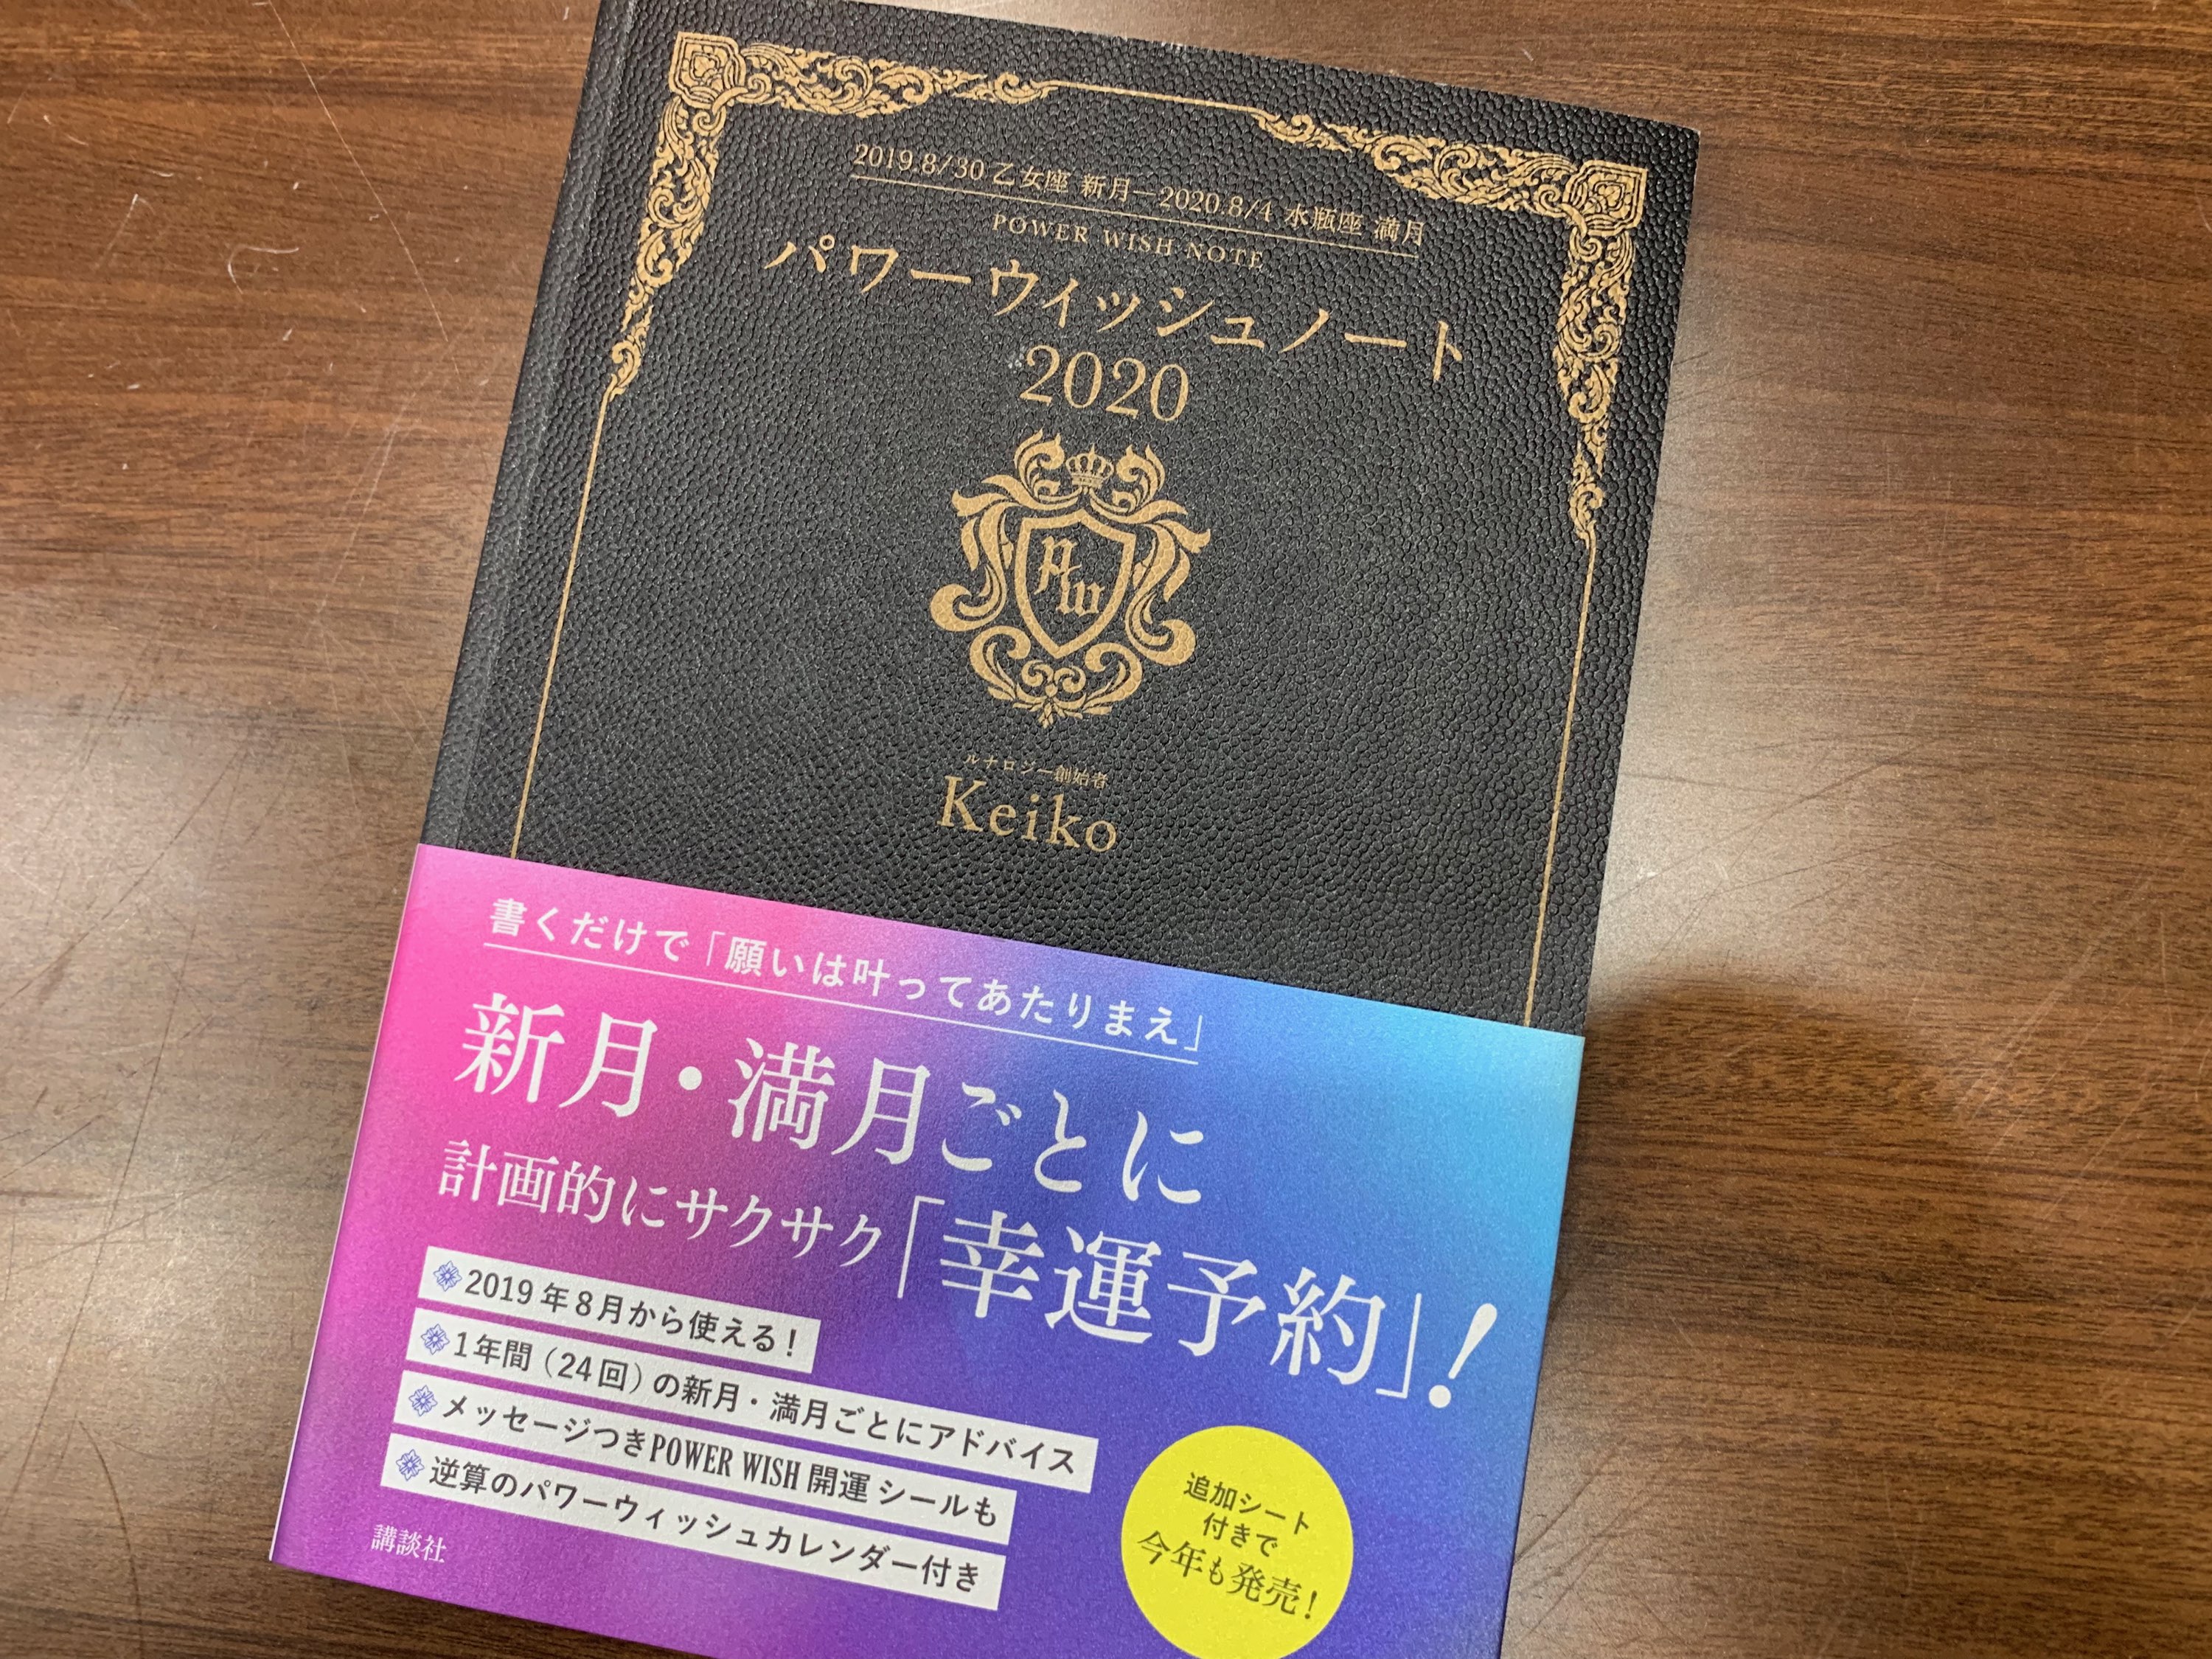 2019.8/30 乙女座 新月―2020.8/4 水瓶座 満月
POWER WISH NOTE
パワーウィッシュノート
2020
PW
ルナロジー創始者
Keiko
書くだけで「願いは叶ってあたりまえ」
新月・満月ごとに
計画的にサクサク「幸運予約」!
2019年8月から使える!
1年間(24回)の新月・満月ごとにアドバイス
メッセージつきPOWER WISH開運シールも
逆算のパワーウィッシュカレンダー付き
講談社
追加シート
付きで
今年も発売!